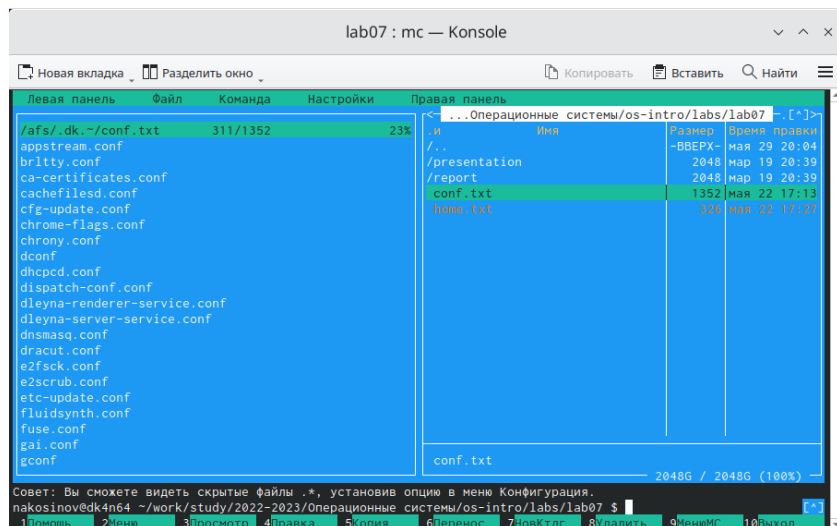 lab07 : mc — Konsole
Новая вкладка Разделить окно Копировать Вставить Найти
Левая панель Файл Команда Настройки Правая панель
/afs/.dk.~/conf.txt 311/1352 23%
appstream.conf
brltty.conf
ca-certificates.conf
cachefilesd.conf
cfg-update.conf
chrome-flags.conf
chrony.conf
dconf
dhcpcd.conf
dispatch-conf.conf
dleyna-renderer-service.conf
dleyna-server-service.conf
dnsmasq.conf
dracut.conf
e2fsck.conf
e2scrub.conf
etc-update.conf
fluidsynth.conf
fuse.conf
gai.conf
gconf
<— ...Операционные системы/os-intro/labs/lab07 —.[^]>
.и Имя Размер Время правки
/.. -ВВЕРХ- мая 29 20:04
/presentation 2048 мар 19 20:39
/report 2048 мар 19 20:39
conf.txt 1352 мая 22 17:13
home.txt 326 мая 22 17:27
conf.txt
2048G / 2048G (100%)
Совет: Вы сможете видеть скрытые файлы .*, установив опцию в меню Конфигурация.
nakosinov@dk4n64 ~/work/study/2022-2023/Операционные системы/os-intro/labs/lab07 $ [^]
1Помощь 2Меню 3Просмотр 4Правка 5Копия 6Перенос 7НовКтлг 8Удалить 9МенюMC 10Выход